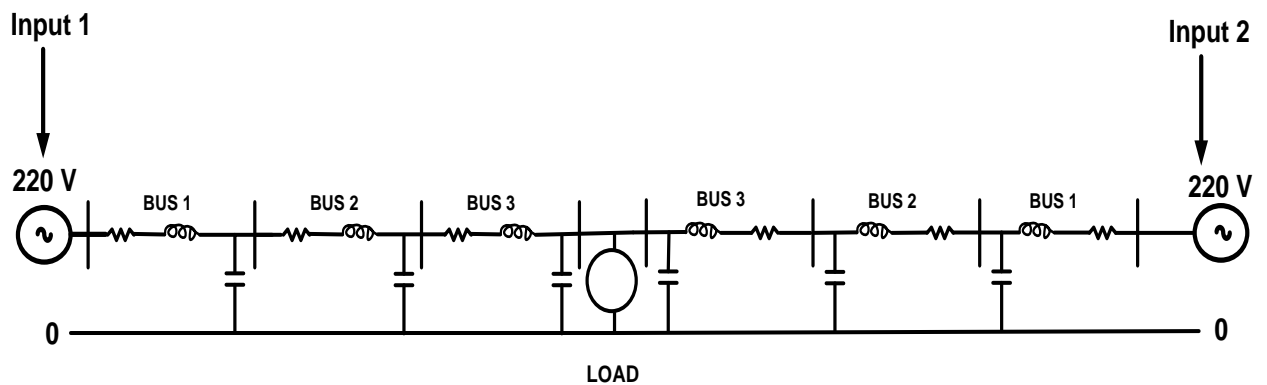 Input 1
Input 2
220 V
220 V
BUS 1
BUS 2
BUS 3
BUS 3
BUS 2
BUS 1
0
0
LOAD